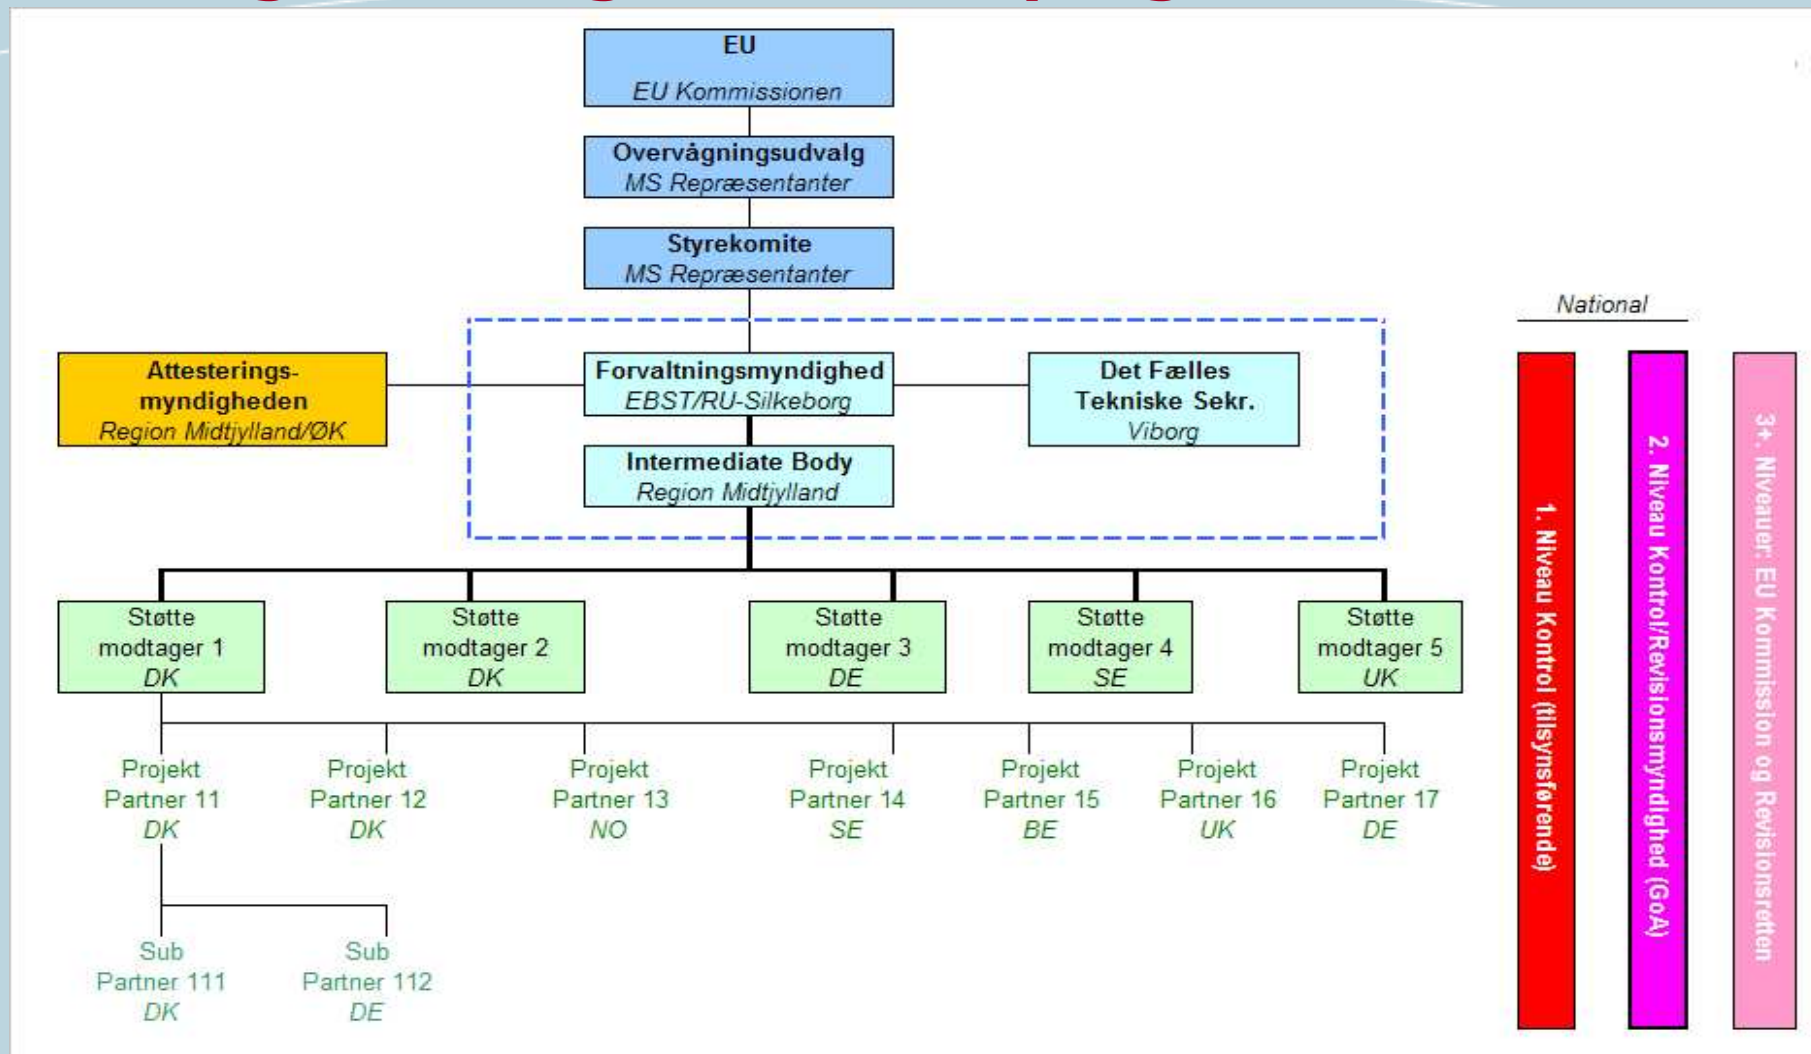 EU
EU Kommissionen
Overvågningsudvalg
MS Repræsentanter
Styrekomite
MS Repræsentanter
National
Attesterings-
myndigheden
Region Midtjylland/ØK
Forvaltningsmyndighed
EBST/RU-Silkeborg
Det Fælles
Tekniske Sekr.
Viborg
Intermediate Body
Region Midtjylland
Støtte
modtager 1
DK
Støtte
modtager 2
DK
Støtte
modtager 3
DE
Støtte
modtager 4
SE
Støtte
modtager 5
UK
Projekt
Partner 11
DK
Projekt
Partner 12
DK
Projekt
Partner 13
NO
Projekt
Partner 14
SE
Projekt
Partner 15
BE
Projekt
Partner 16
UK
Projekt
Partner 17
DE
Sub
Partner 111
DK
Sub
Partner 112
DE
1. Niveau Kontrol (tilsynsførende)
2. Niveau Kontrol/Revisionsmyndighed (GoA)
3+. Niveauer: EU Kommission og Revisionsretten